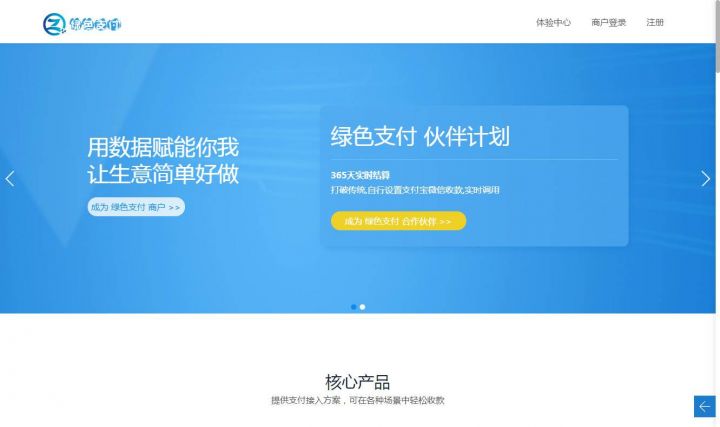 绿色支付
体验中心 商户登录 注册
用数据赋能你我
让生意简单好做
成为 绿色支付 商户 >>
绿色支付 伙伴计划
365天实时结算
打破传统,自行设置支付宝微信收款,实时调用
成为 绿色支付 合作伙伴 >>
核心产品
提供支付接入方案，可在各种场景中轻松收款